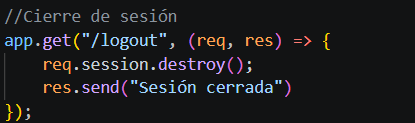 //Cierre de sesión
app.get("/logout", (req, res) => {
    req.session.destroy();
    res.send("Sesión cerrada")
});